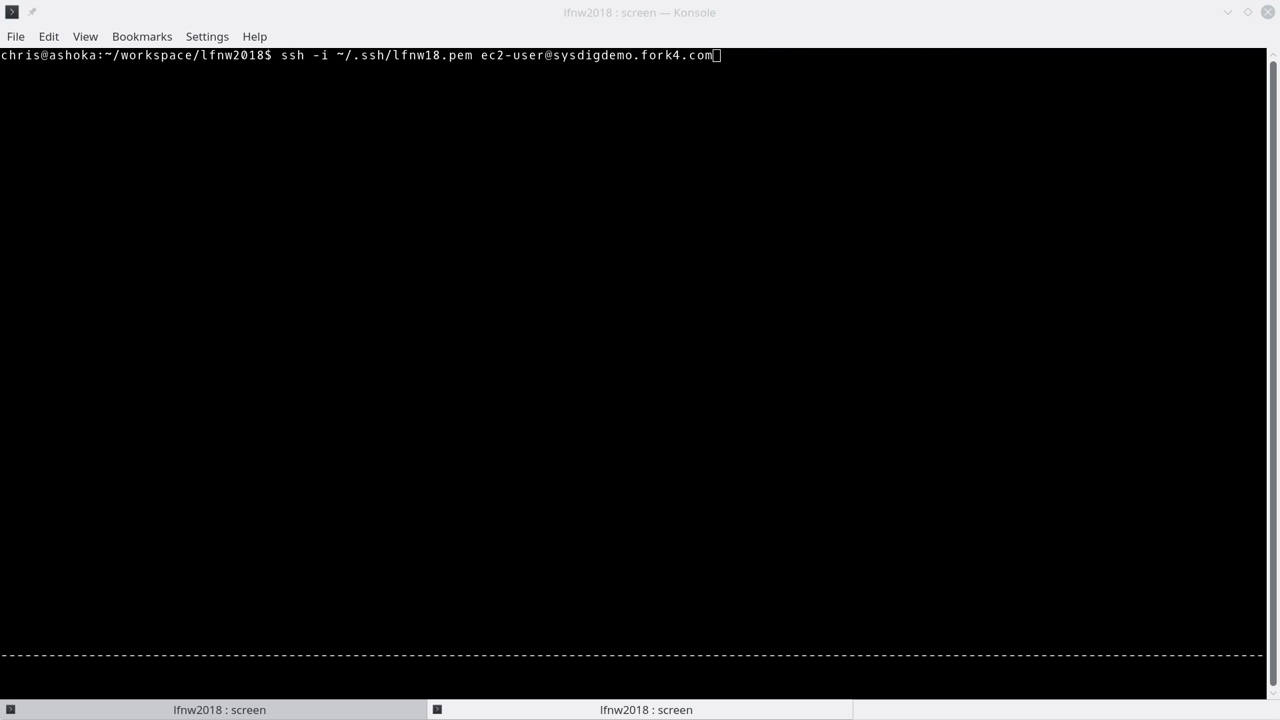 lfnw2018 : screen — Konsole
File Edit View Bookmarks Settings Help
chris@ashoka:~/workspace/lfnw2018$ ssh -i ~/.ssh/lfnw18.pem ec2-user@sysdigdemo.fork4.com
lfnw2018 : screen lfnw2018 : screen